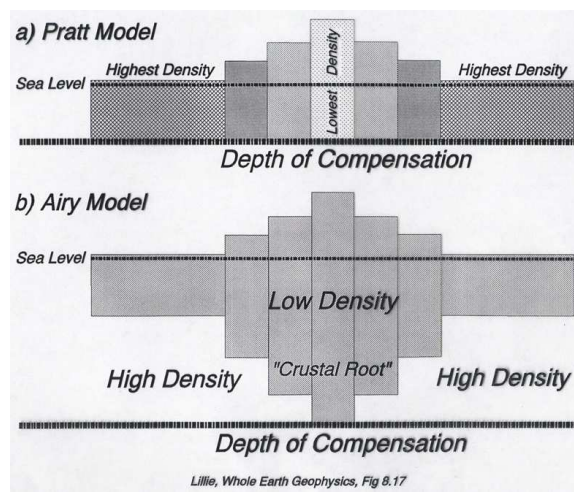 a) Pratt Model
Highest Density
Lowest Density
Highest Density
Sea Level
Depth of Compensation
b) Airy Model
Sea Level
Low Density
"Crustal Root"
High Density
High Density
Depth of Compensation
Lillie, Whole Earth Geophysics, Fig 8.17